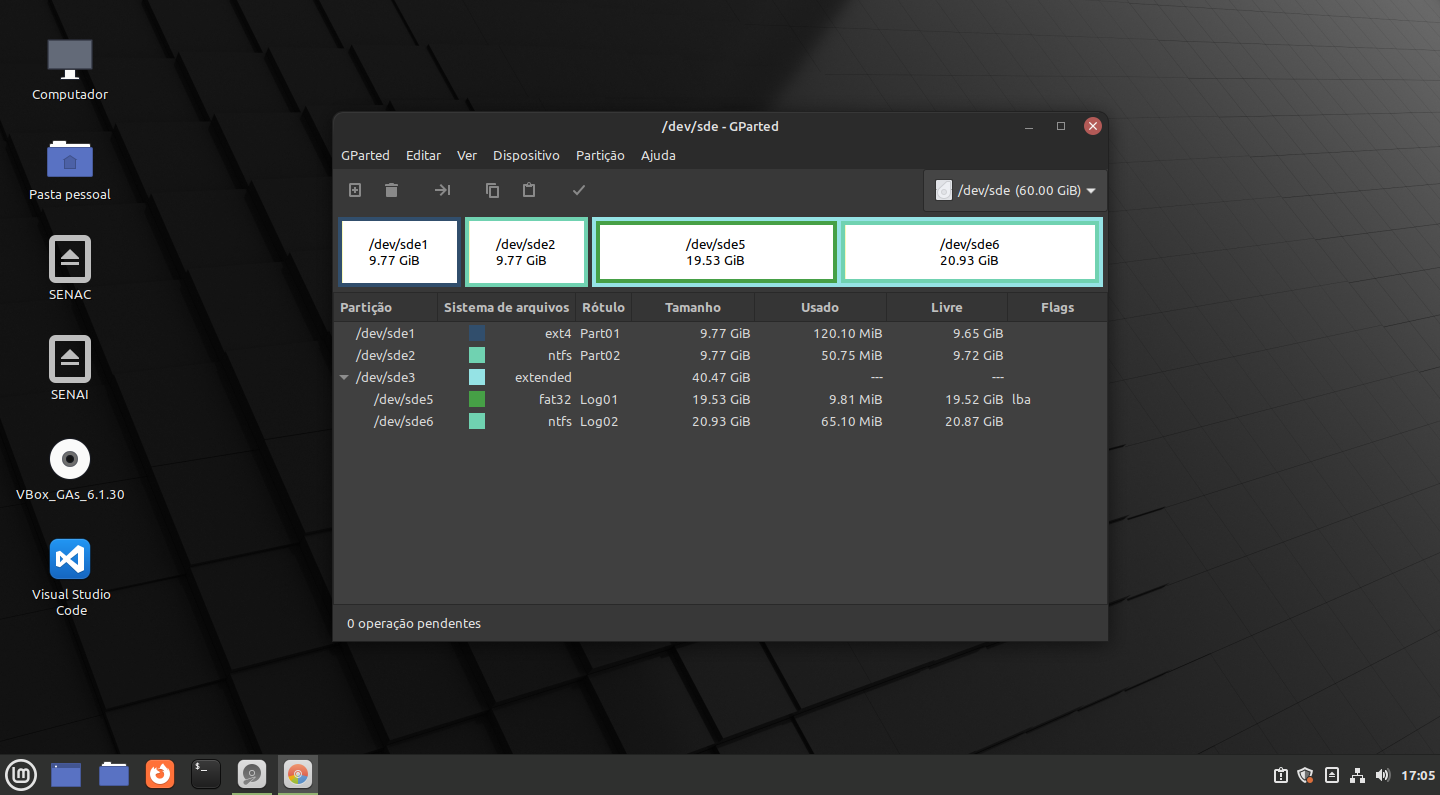 Computador
Pasta pessoal
SENAC
SENAI
VBox_GAs_6.1.30
Visual Studio
Code
/dev/sde - GParted
GParted Editar Ver Dispositivo Partição Ajuda
/dev/sde (60.00 GiB)
/dev/sde1
9.77 GiB
/dev/sde2
9.77 GiB
/dev/sde5
19.53 GiB
/dev/sde6
20.93 GiB
Partição Sistema de arquivos Rótulo Tamanho Usado Livre Flags
/dev/sde1 ext4 Part01 9.77 GiB 120.10 MiB 9.65 GiB
/dev/sde2 ntfs Part02 9.77 GiB 50.75 MiB 9.72 GiB
/dev/sde3 extended 40.47 GiB --- ---
/dev/sde5 fat32 Log01 19.53 GiB 9.81 MiB 19.52 GiB lba
/dev/sde6 ntfs Log02 20.93 GiB 65.10 MiB 20.87 GiB
0 operação pendentes
$_
17:05